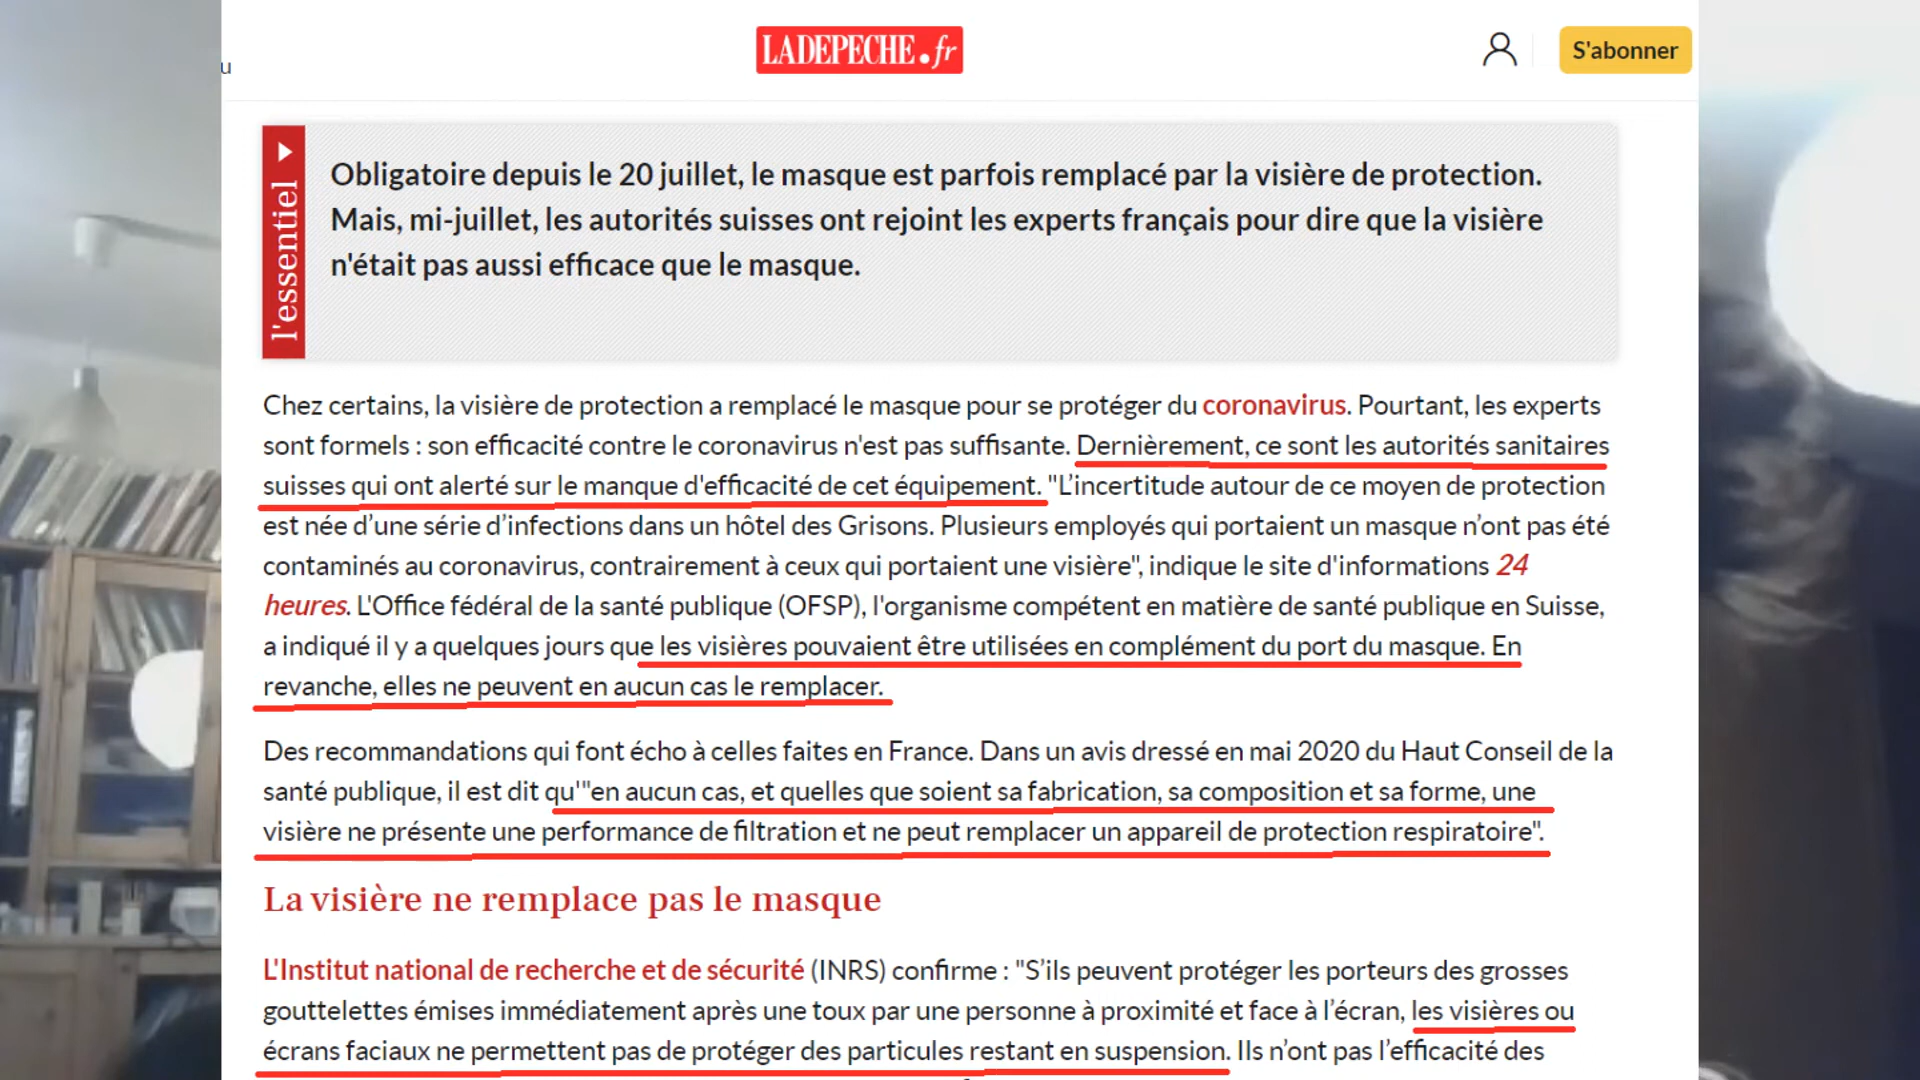 u
LADEPECHE.fr
S'abonner
l'essentiel
Obligatoire depuis le 20 juillet, le masque est parfois remplacé par la visière de protection.
Mais, mi-juillet, les autorités suisses ont rejoint les experts français pour dire que la visière
n'était pas aussi efficace que le masque.
Chez certains, la visière de protection a remplacé le masque pour se protéger du coronavirus. Pourtant, les experts
sont formels : son efficacité contre le coronavirus n'est pas suffisante. Dernièrement, ce sont les autorités sanitaires
suisses qui ont alerté sur le manque d'efficacité de cet équipement. "L’incertitude autour de ce moyen de protection
est née d’une série d’infections dans un hôtel des Grisons. Plusieurs employés qui portaient un masque n’ont pas été
contaminés au coronavirus, contrairement à ceux qui portaient une visière", indique le site d'informations 24
heures. L'Office fédéral de la santé publique (OFSP), l'organisme compétent en matière de santé publique en Suisse,
a indiqué il y a quelques jours que les visières pouvaient être utilisées en complément du port du masque. En
revanche, elles ne peuvent en aucun cas le remplacer.
Des recommandations qui font écho à celles faites en France. Dans un avis dressé en mai 2020 du Haut Conseil de la
santé publique, il est dit qu'"en aucun cas, et quelles que soient sa fabrication, sa composition et sa forme, une
visière ne présente une performance de filtration et ne peut remplacer un appareil de protection respiratoire".
La visière ne remplace pas le masque
L'Institut national de recherche et de sécurité (INRS) confirme : "S’ils peuvent protéger les porteurs des grosses
gouttelettes émises immédiatement après une toux par une personne à proximité et face à l’écran, les visières ou
écrans faciaux ne permettent pas de protéger des particules restant en suspension. Ils n’ont pas l’efficacité des